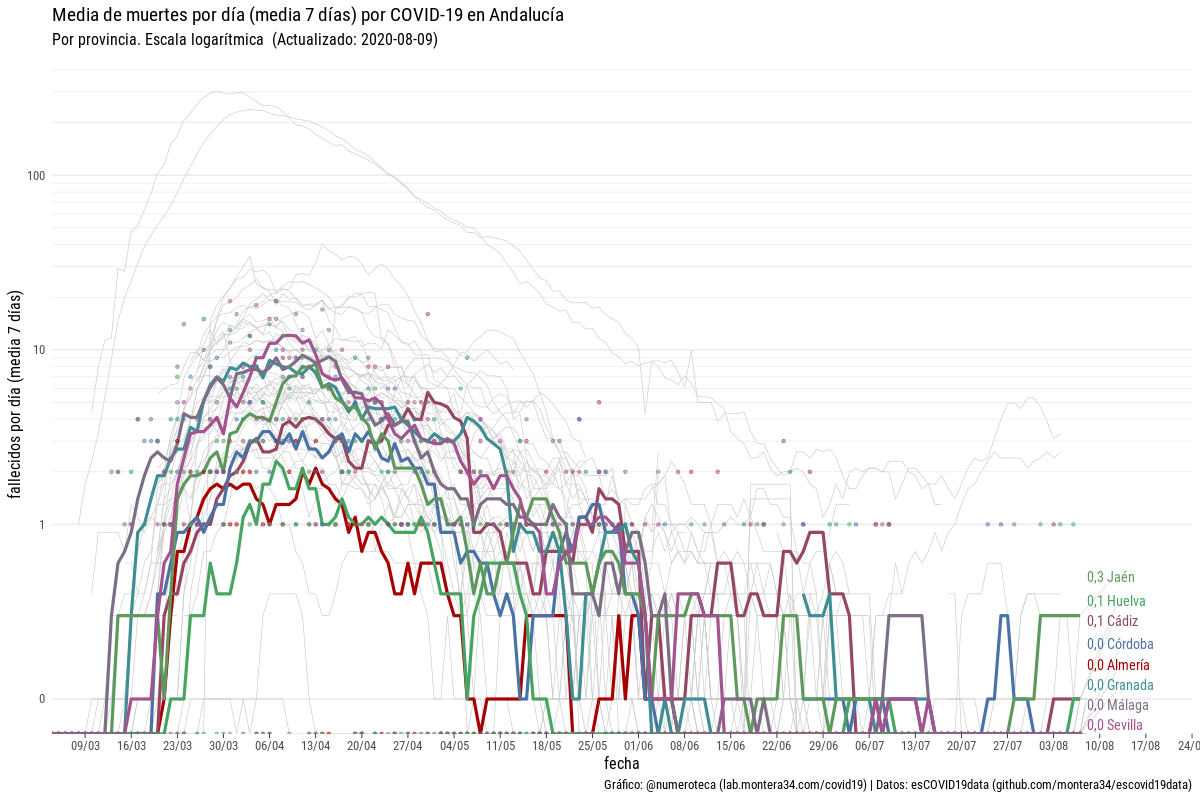 Media de muertes por día (media 7 días) por COVID-19 en Andalucía
Por provincia. Escala logarítmica  (Actualizado: 2020-08-09)
fallecidos por día (media  7 días)
100
10
1
0
0,3 Jaén
0,1 Huelva
0,1 Cádiz
0,0 Córdoba
0,0 Almería
0,0 Granada
0,0 Málaga
0,0 Sevilla
09/03 16/03 23/03 30/03 06/04 13/04 20/04 27/04 04/05 11/05 18/05 25/05 01/06 08/06 15/06 22/06 29/06 06/07 13/07 20/07 27/07 03/08 10/08 17/08 24/0
fecha
Gráfico: @numeroteca (lab.montera34.com/covid19) | Datos: esCOVID19data (github.com/montera34/escovid19data)